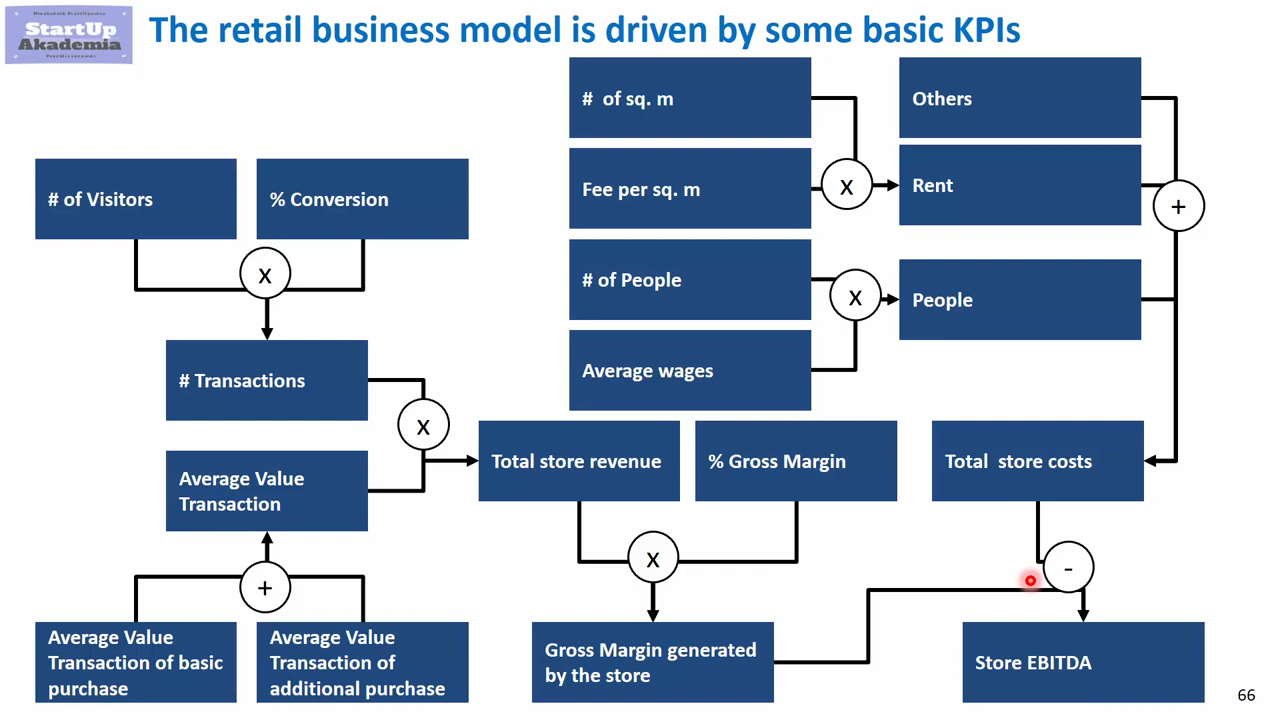 StartUp
Akademia
The retail business model is driven by some basic KPIs
# of sq. m
Others
Fee per sq. m
x
Rent
+
# of Visitors
% Conversion
x
# of People
x
People
Average wages
# Transactions
x
Average Value
Transaction
Total store revenue
% Gross Margin
Total store costs
x
-
+
Average Value
Transaction of basic
purchase
Average Value
Transaction of
additional purchase
Gross Margin generated
by the store
Store EBITDA
66